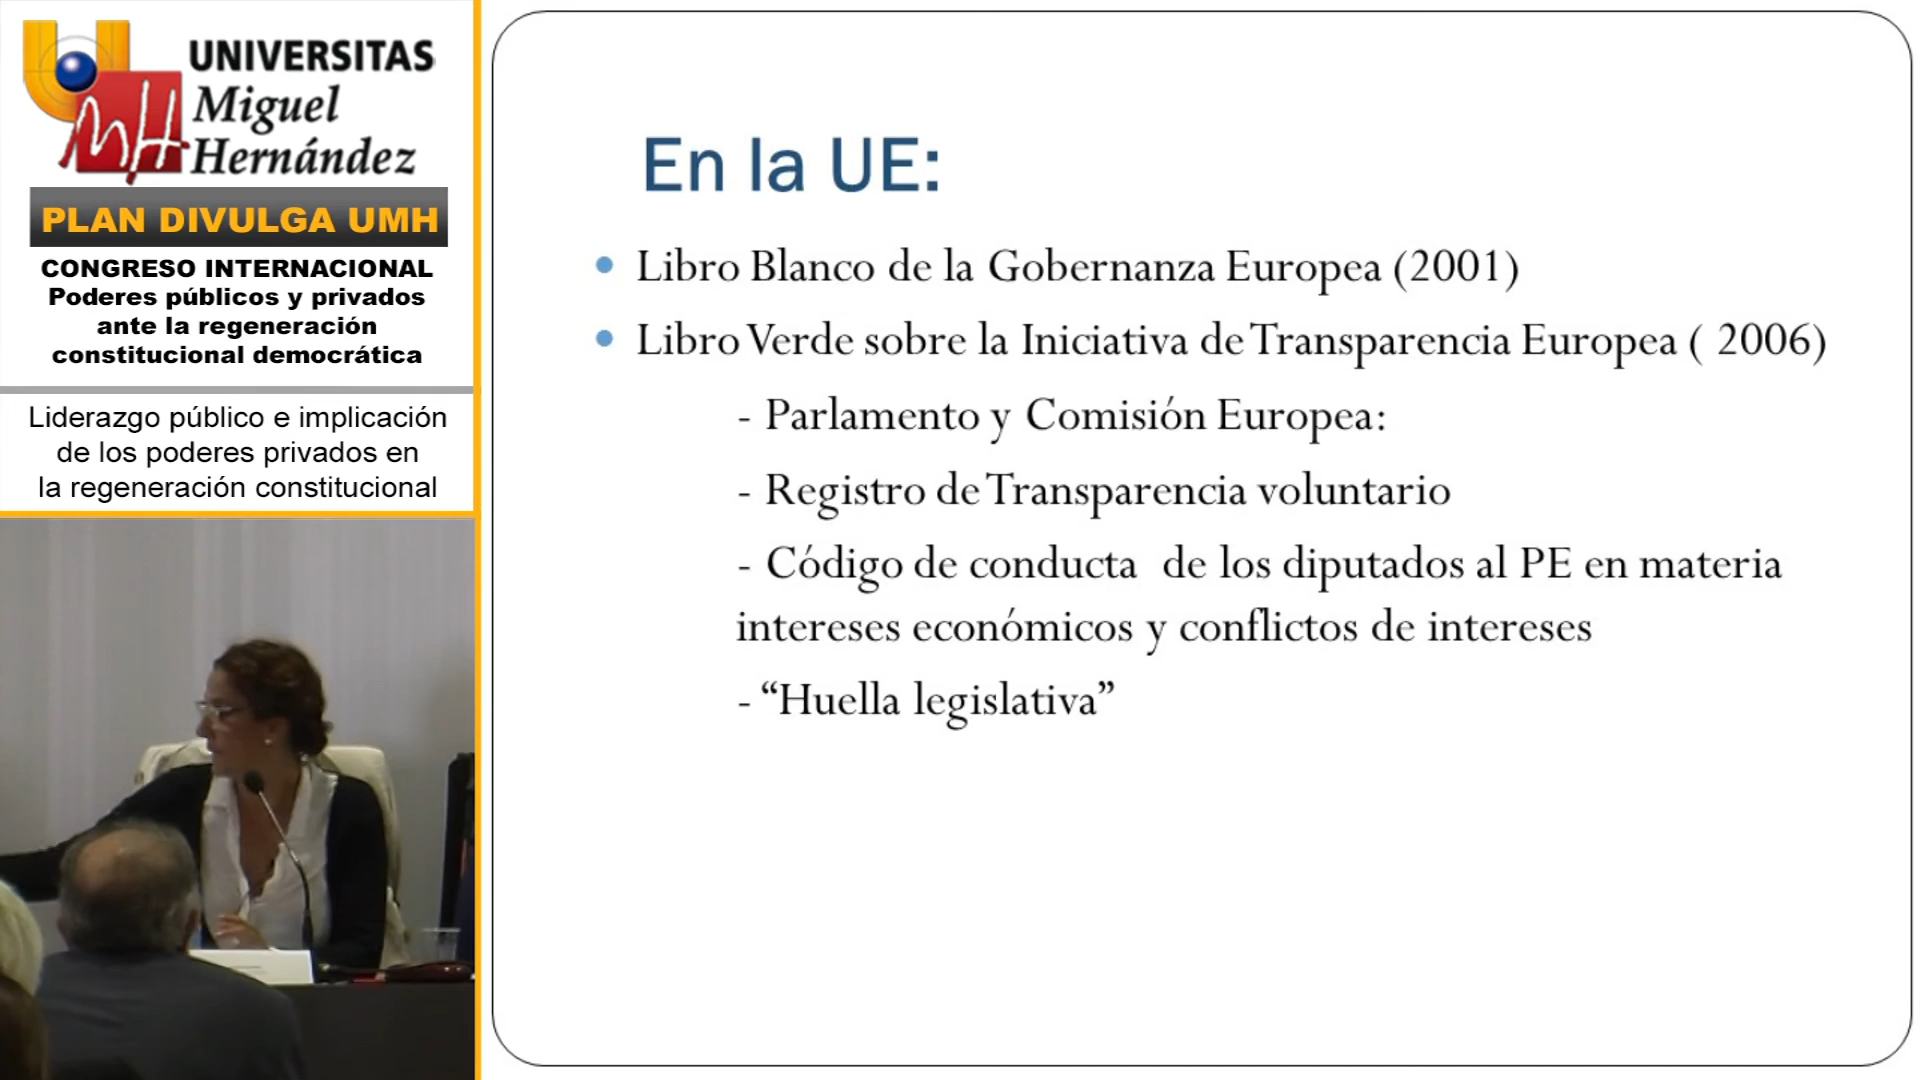 UNIVERSITAS
Miguel
Hernández
PLAN DIVULGA UMH
CONGRESO INTERNACIONAL
Poderes públicos y privados
ante la regeneración
constitucional democrática
Liderazgo público e implicación
de los poderes privados en
la regeneración constitucional
En la UE:
• Libro Blanco de la Gobernanza Europea (2001)
• Libro Verde sobre la Iniciativa de Transparencia Europea ( 2006)
- Parlamento y Comisión Europea:
- Registro de Transparencia voluntario
- Código de conducta  de los diputados al PE en materia
intereses económicos y conflictos de intereses
- “Huella legislativa”